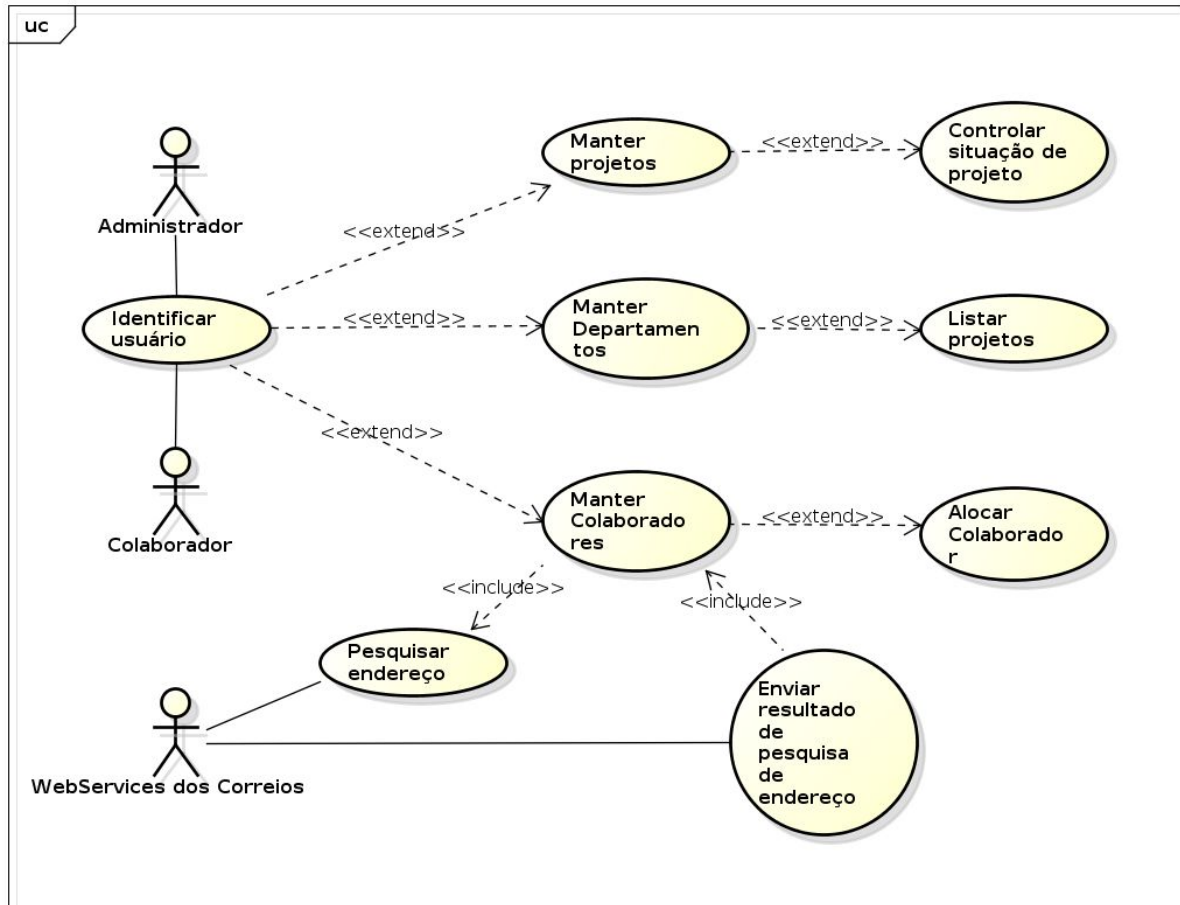 uc
Administrador
Manter
projetos
<<extend>>
Controlar
situação de
projeto
<<extend>>
Identificar
usuário
<<extend>>
Manter
Departamen
tos
<<extend>>
Listar
projetos
<<extend>>
Colaborador
Manter
Colaborado
res
<<extend>>
Alocar
Colaborado
r
<<include>>
<<include>>
Pesquisar
endereço
Enviar
resultado
de
pesquisa
de
endereço
WebServices dos Correios